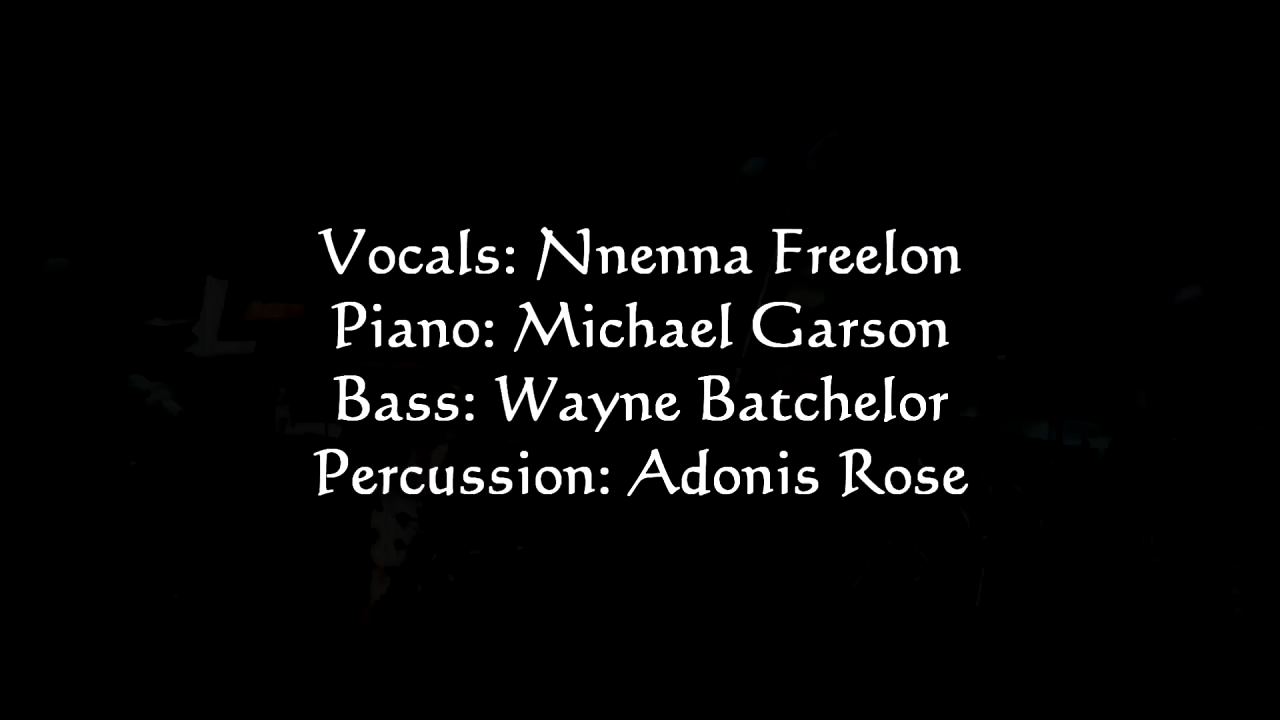 Vocals: Nnenna Freelon
Piano: Michael Garson
Bass: Wayne Batchelor
Percussion: Adonis Rose